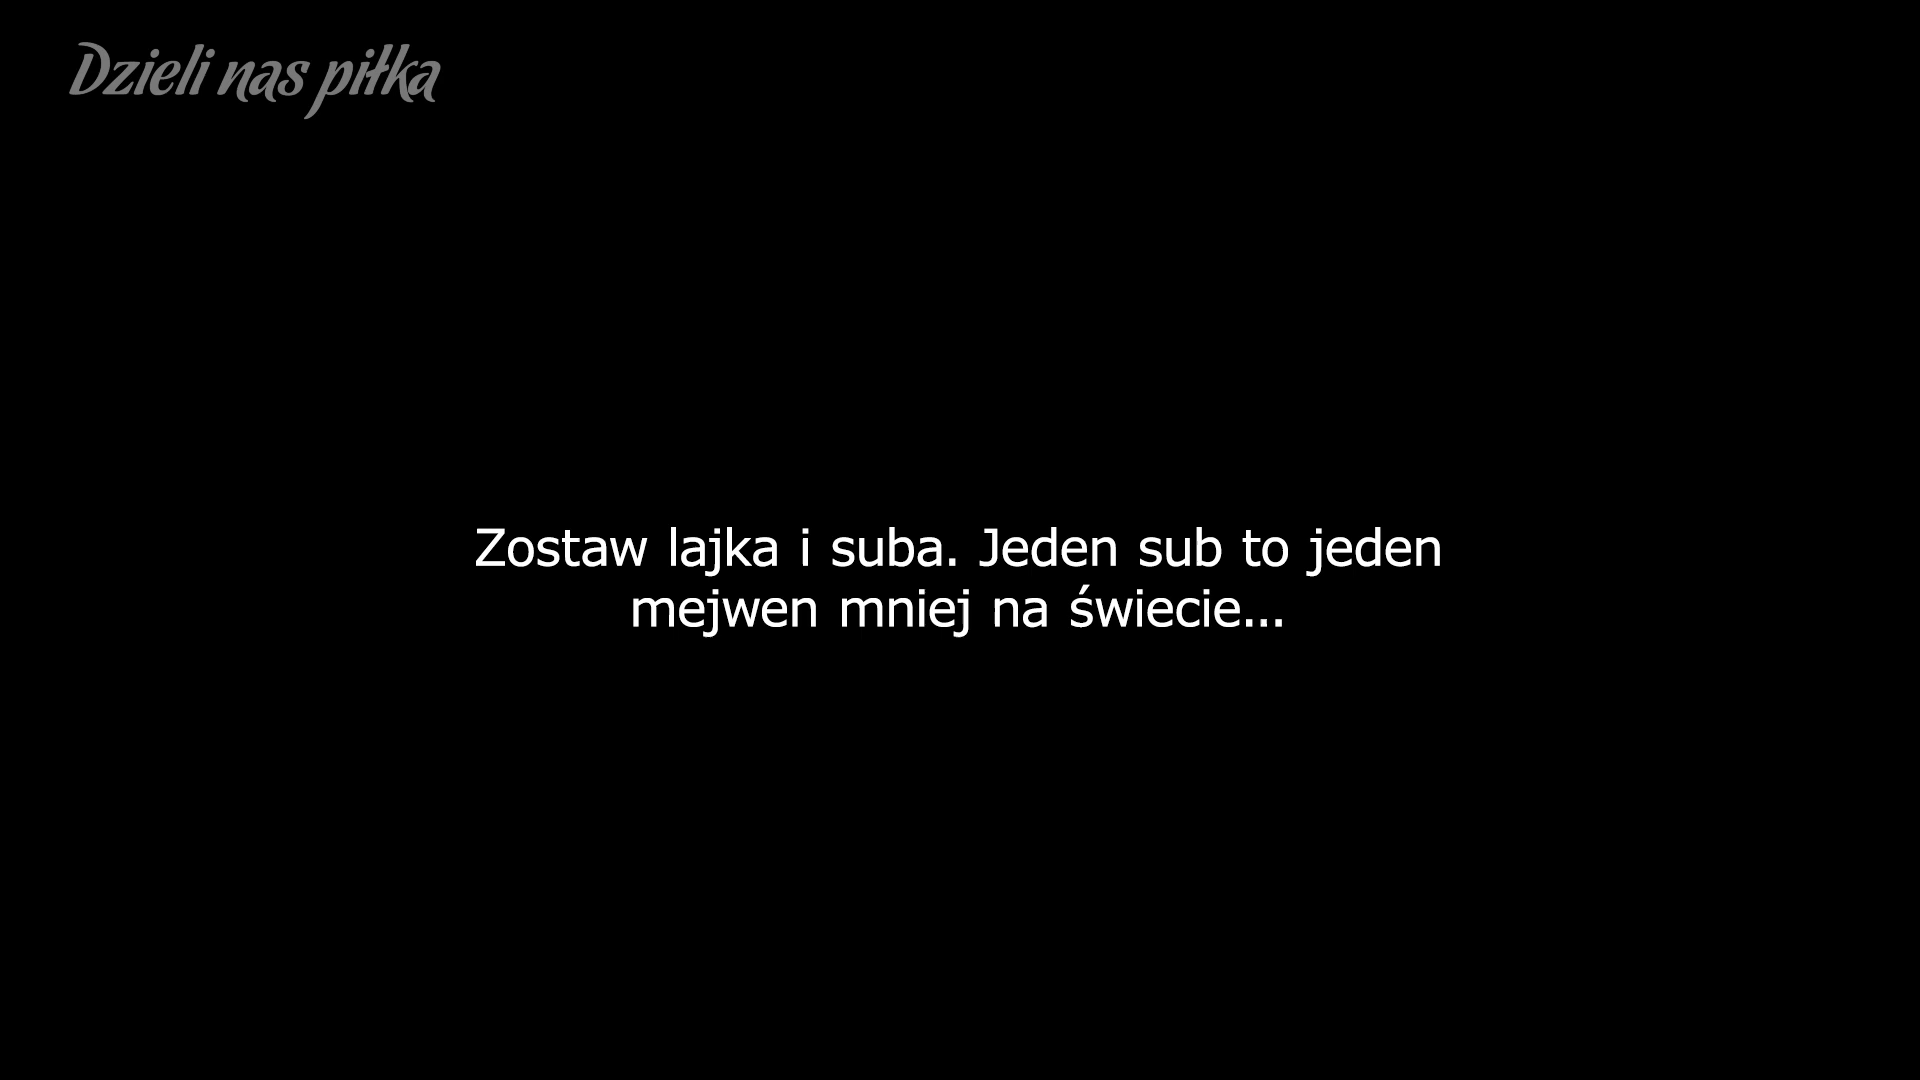 Dzieli nas piłka
Zostaw lajka i suba. Jeden sub to jeden
mejwen mniej na świecie...